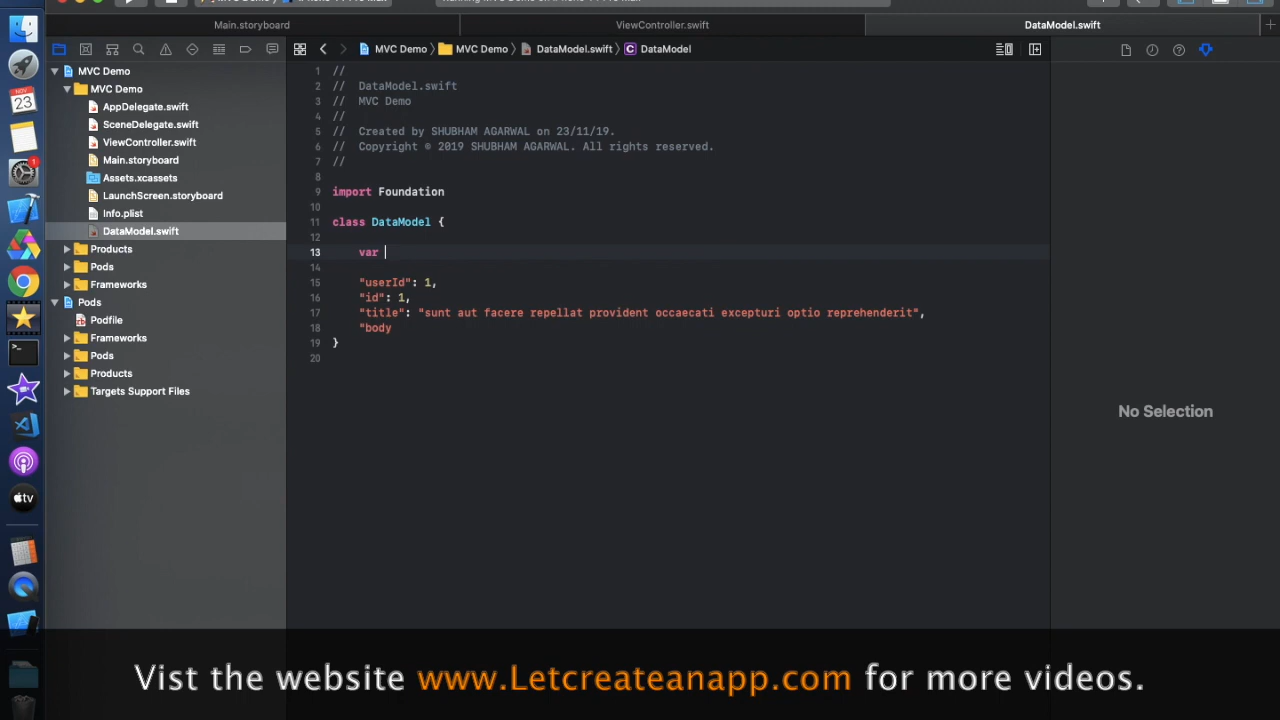 Main.storyboard
ViewController.swift
DataModel.swift
MVC Demo
MVC Demo
DataModel.swift
DataModel
MVC Demo
MVC Demo
AppDelegate.swift
SceneDelegate.swift
ViewController.swift
Main.storyboard
Assets.xcassets
LaunchScreen.storyboard
Info.plist
DataModel.swift
Products
Pods
Frameworks
Pods
Podfile
Frameworks
Pods
Products
Targets Support Files
NOV
23
1
tv
1 //
2 // DataModel.swift
3 // MVC Demo
4 //
5 // Created by SHUBHAM AGARWAL on 23/11/19.
6 // Copyright © 2019 SHUBHAM AGARWAL. All rights reserved.
7 //
8
9 import Foundation
10
11 class DataModel {
12
13 var
14
15 "userId": 1,
16 "id": 1,
17 "title": "sunt aut facere repellat provident occaecati excepturi optio reprehenderit",
18 "body
19 }
20
No Selection
Vist the website www.Letcreateanapp.com for more videos.